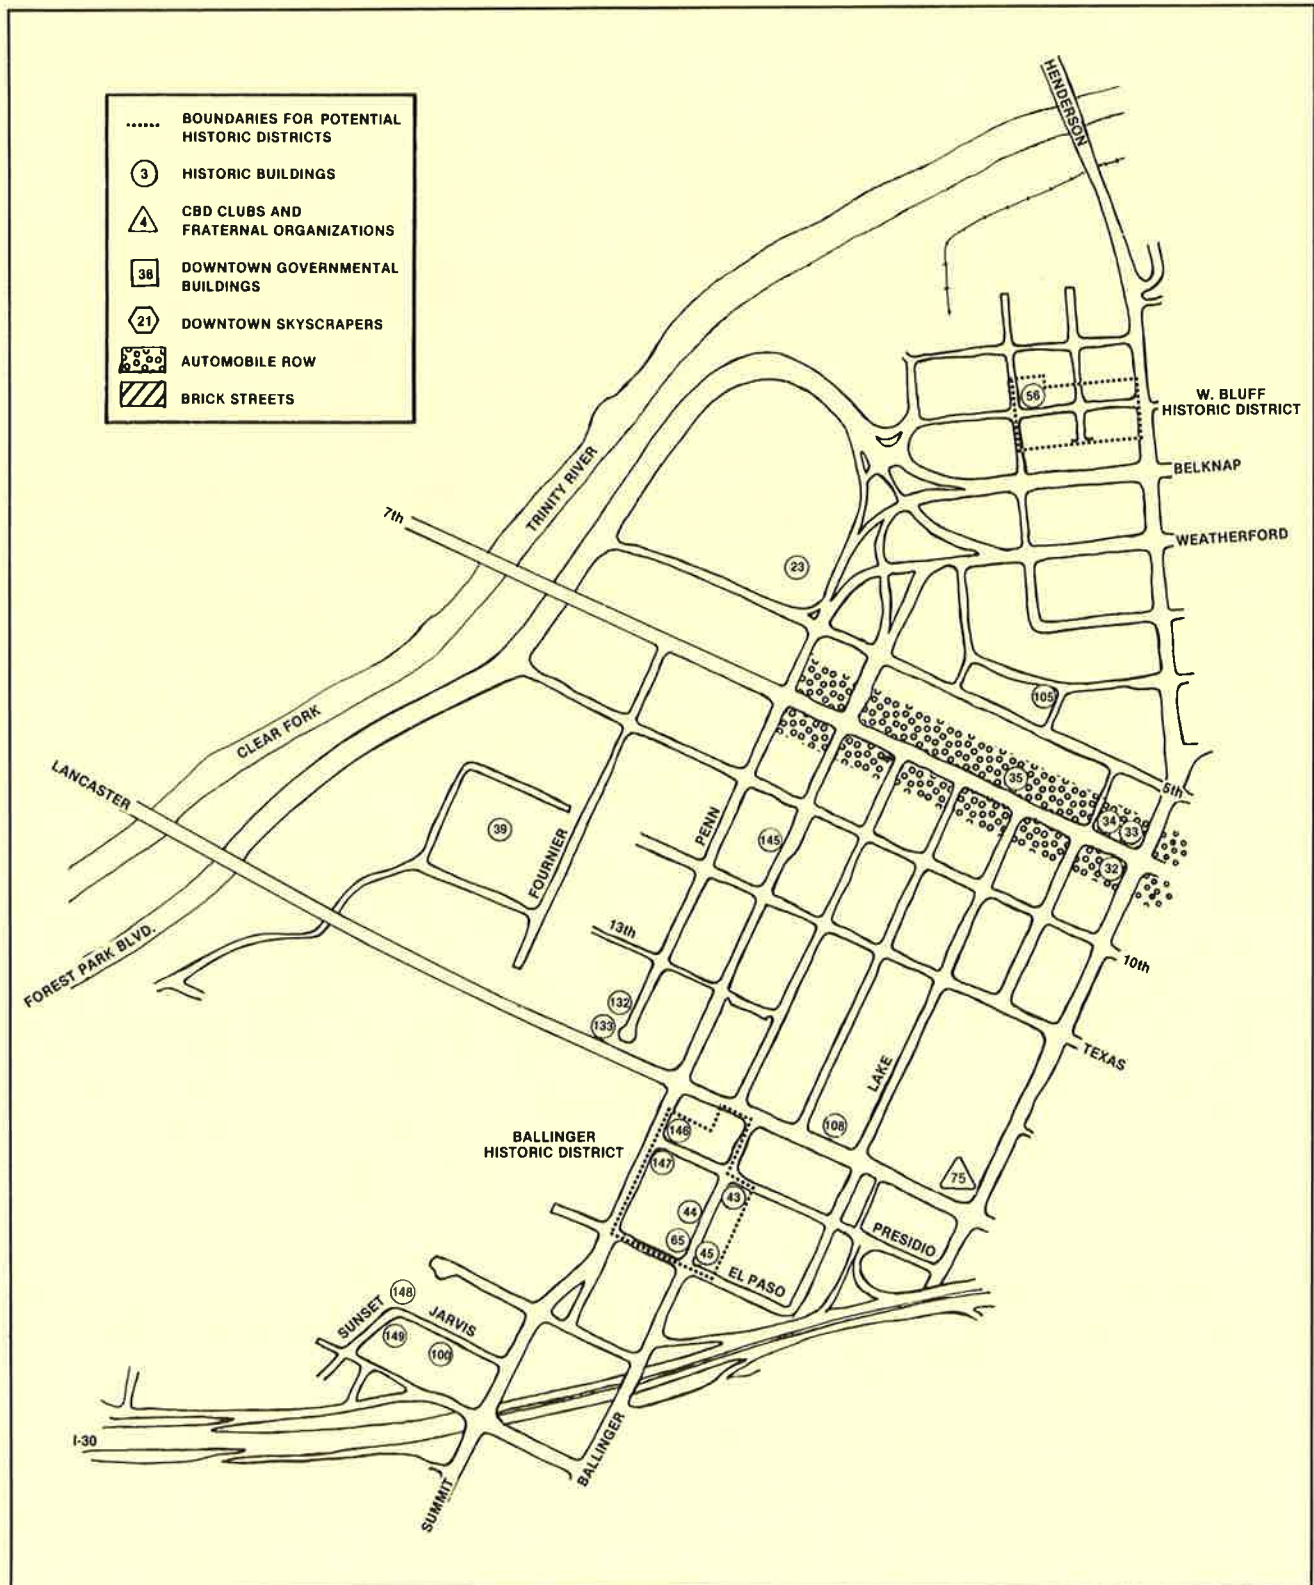 BOUNDARIES FOR POTENTIAL
HISTORIC DISTRICTS
3
HISTORIC BUILDINGS
4
CBD CLUBS AND
FRATERNAL ORGANIZATIONS
38
DOWNTOWN GOVERNMENTAL
BUILDINGS
21
DOWNTOWN SKYSCRAPERS
AUTOMOBILE ROW
BRICK STREETS
HENDERSON
56
W. BLUFF
HISTORIC DISTRICT
BELKNAP
WEATHERFORD
TRINITY RIVER
7th
23
105
CLEAR FORK
LANCASTER
35
5th
34
33
32
39
FOURNIER
PENN
145
13th
10th
FOREST PARK BLVD.
132
133
TEXAS
LAKE
108
146
BALLINGER
HISTORIC DISTRICT
147
75
43
44
65
45
PRESIDIO
EL PASO
148
SUNSET
JARVIS
149
100
I-30
BALLINGER
SUMMIT